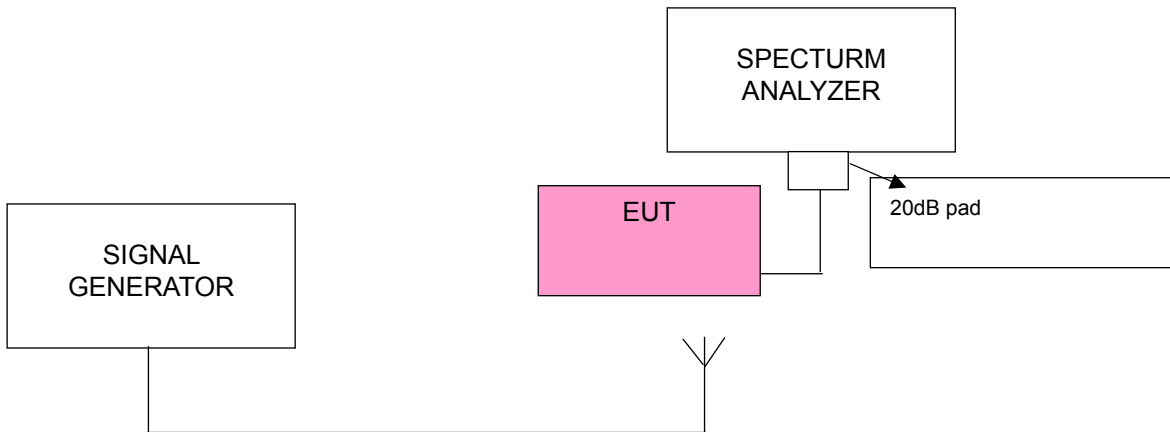 SPECTURM
ANALYZER
20dB pad
EUT
SIGNAL
GENERATOR